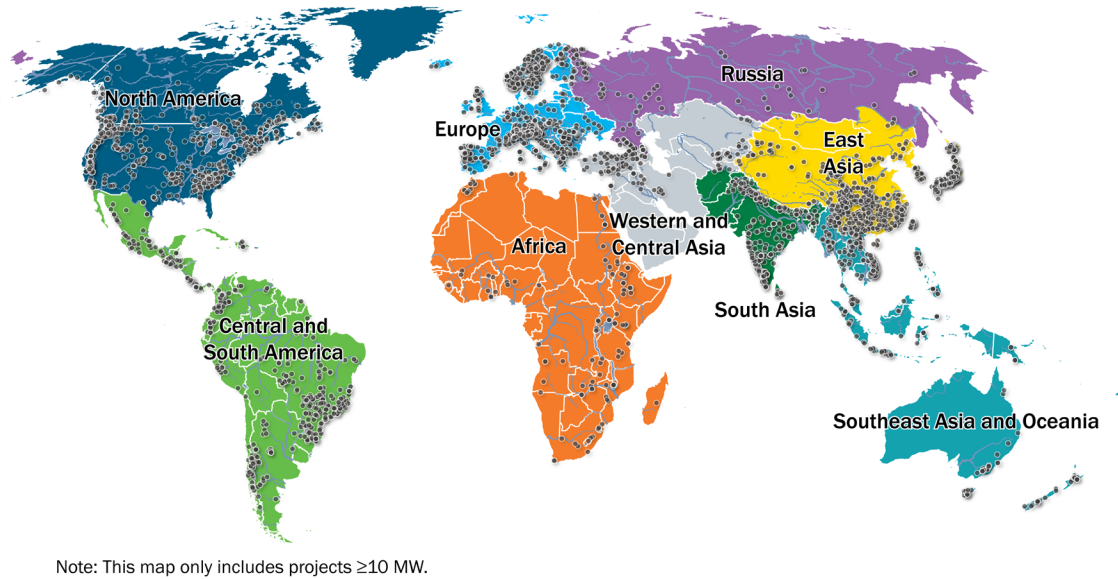 Russia
North America
Europe
East
Asia
Western and
Central Asia
Africa
South Asia
Central and
South America
Southeast Asia and Oceania
Note: This map only includes projects ≥10 MW.